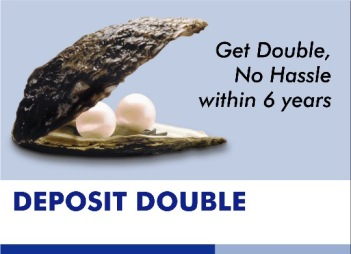 Get Double,
No Hassle
within 6 years
DEPOSIT DOUBLE